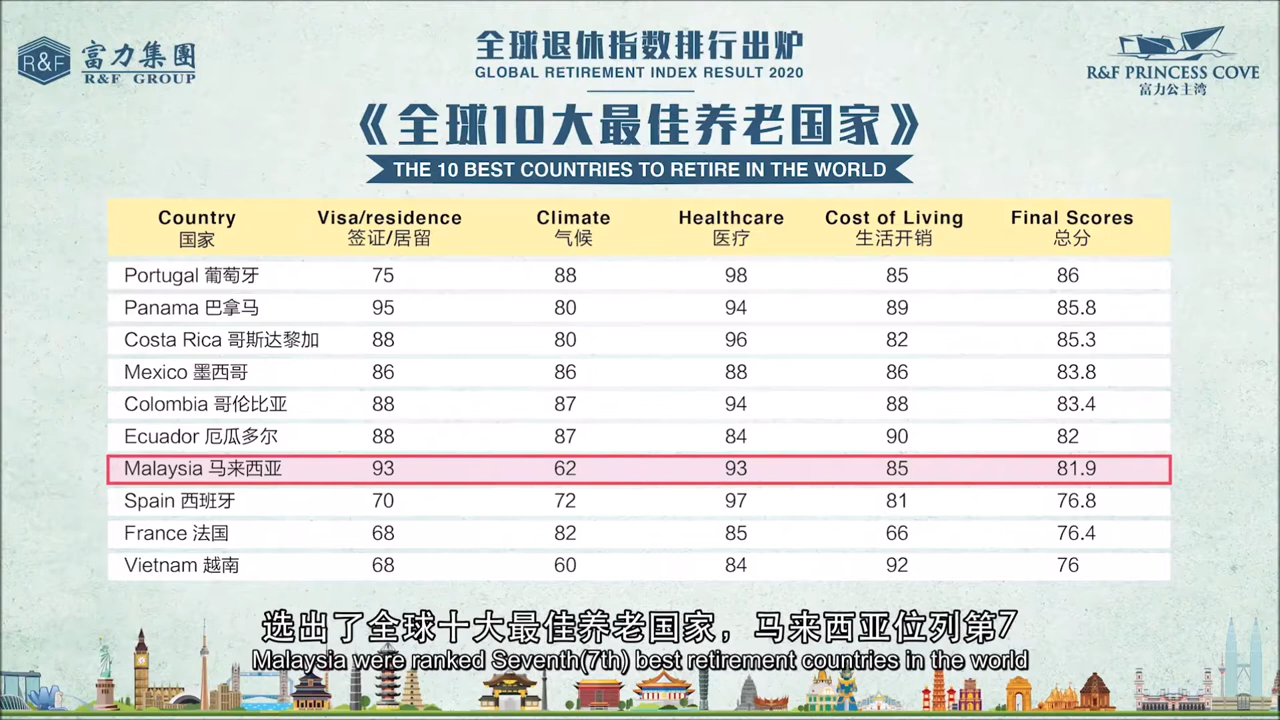 R&F
富力集團
R&F GROUP
全球退休指数排行出炉
GLOBAL RETIREMENT INDEX RESULT 2020
R&F PRINCESS COVE
富力公主湾
《全球10大最佳养老国家》
THE 10 BEST COUNTRIES TO RETIRE IN THE WORLD
Country Visa/residence Climate Healthcare Cost of Living Final Scores
国家 签证/居留 气候 医疗 生活开销 总分
Portugal 葡萄牙 75 88 98 85 86
Panama 巴拿马 95 80 94 89 85.8
Costa Rica 哥斯达黎加 88 80 96 82 85.3
Mexico 墨西哥 86 86 88 86 83.8
Colombia 哥伦比亚 88 87 94 88 83.4
Ecuador 厄瓜多尔 88 87 84 90 82
Malaysia 马来西亚 93 62 93 85 81.9
Spain 西班牙 70 72 97 81 76.8
France 法国 68 82 85 66 76.4
Vietnam 越南 68 60 84 92 76
选出了全球十大最佳养老国家，马来西亚位列第7
Malaysia were ranked Seventh(7th) best retirement countries in the world